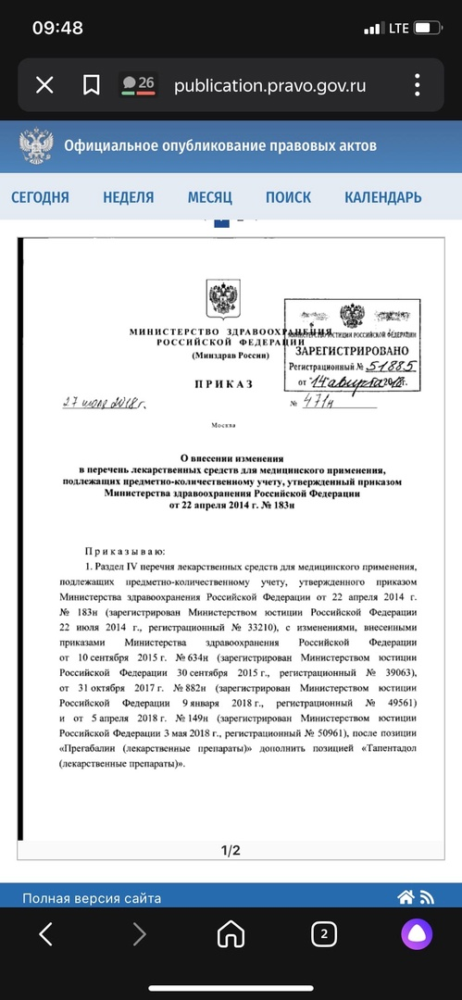 09:48
LTE
26
publication.pravo.gov.ru
Официальное опубликование правовых актов
СЕГОДНЯ
НЕДЕЛЯ
МЕСЯЦ
ПОИСК
КАЛЕНДАРЬ
МИНИСТЕРСТВО ЗДРАВООХРАНЕНИЯ
РОССИЙСКОЙ ФЕДЕРАЦИИ
(Минздрав России)
МИНИСТЕРСТВО ЮСТИЦИИ РОССИЙСКОЙ ФЕДЕРАЦИИ
ЗАРЕГИСТРИРОВАНО
Регистрационный № 51885
от "14" августа 2018г.
ПРИКАЗ
27 июля 2018г.
№ 471н
Москва
О внесении изменения
в перечень лекарственных средств для медицинского применения,
подлежащих предметно-количественному учету, утвержденный приказом
Министерства здравоохранения Российской Федерации
от 22 апреля 2014 г. № 183н
Приказываю:
1. Раздел IV перечня лекарственных средств для медицинского применения,
подлежащих предметно-количественному учету, утвержденного приказом
Министерства здравоохранения Российской Федерации от 22 апреля 2014 г.
№ 183н (зарегистрирован Министерством юстиции Российской Федерации
22 июля 2014 г., регистрационный № 33210), с изменениями, внесенными
приказами Министерства здравоохранения Российской Федерации
от 10 сентября 2015 г. № 634н (зарегистрирован Министерством юстиции
Российской Федерации 30 сентября 2015 г., регистрационный № 39063),
от 31 октября 2017 г. № 882н (зарегистрирован Министерством юстиции
Российской Федерации 9 января 2018 г., регистрационный № 49561)
и от 5 апреля 2018 г. № 149н (зарегистрирован Министерством юстиции
Российской Федерации 3 мая 2018 г., регистрационный № 50961), после позиции
«Прегабалин (лекарственные препараты)» дополнить позицией «Тапентадол
(лекарственные препараты)».
1/2
Полная версия сайта
2